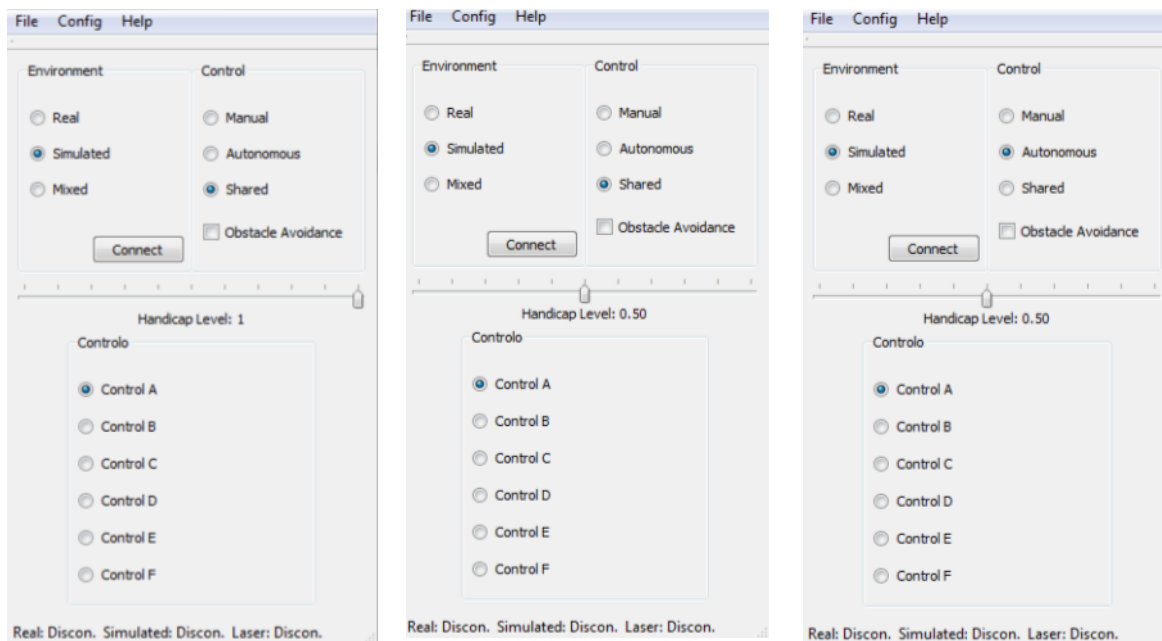 File Config Help
Environment Control
Real Manual
Simulated Autonomous
Mixed Shared
Obstacle Avoidance
Connect
Handicap Level: 1
Controlo
Control A
Control B
Control C
Control D
Control E
Control F
Real: Discon. Simulated: Discon. Laser: Discon.
File Config Help
Environment Control
Real Manual
Simulated Autonomous
Mixed Shared
Obstacle Avoidance
Connect
Handicap Level: 0.50
Controlo
Control A
Control B
Control C
Control D
Control E
Control F
Real: Discon. Simulated: Discon. Laser: Discon.
File Config Help
Environment Control
Real Manual
Simulated Autonomous
Mixed Shared
Obstacle Avoidance
Connect
Handicap Level: 0.50
Controlo
Control A
Control B
Control C
Control D
Control E
Control F
Real: Discon. Simulated: Discon. Laser: Discon.